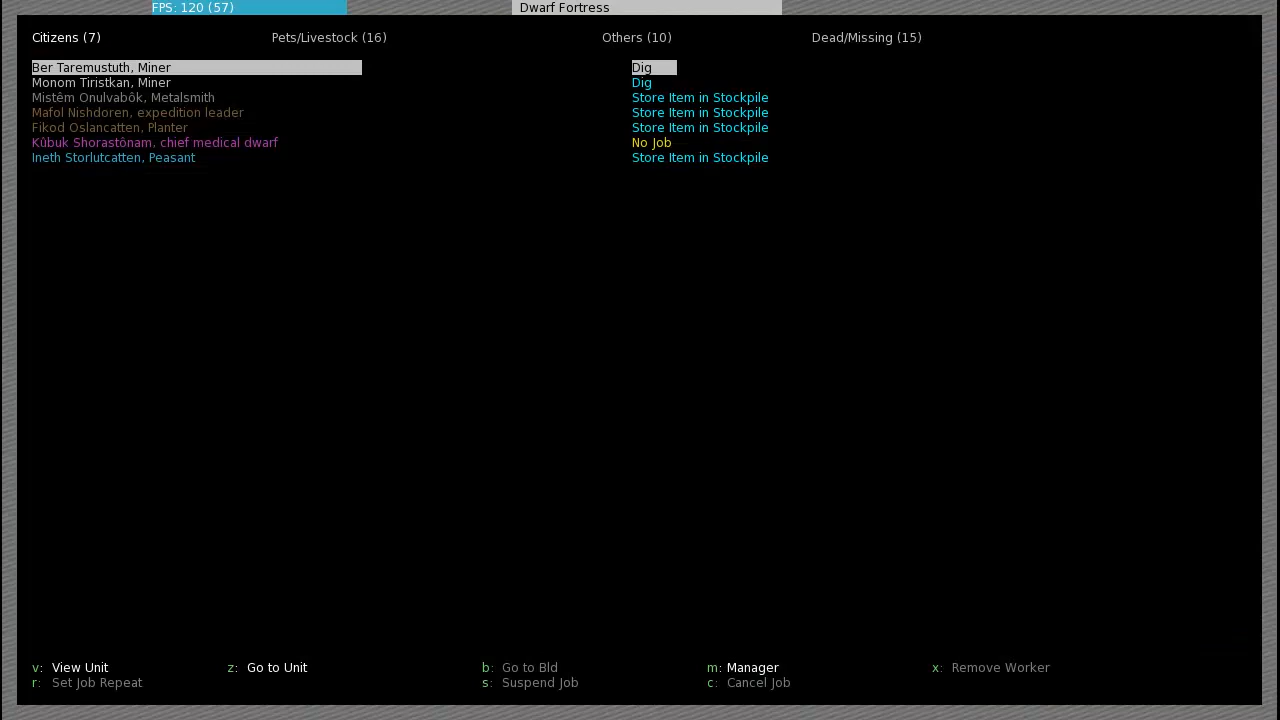 FPS: 120 (57) Dwarf Fortress
Citizens (7) Pets/Livestock (16) Others (10) Dead/Missing (15)
Ber Taremustuth, Miner Dig
Monom Tiristkan, Miner Dig
Mistêm Onulvabôk, Metalsmith Store Item in Stockpile
Mafol Nishdoren, expedition leader Store Item in Stockpile
Fikod Oslancatten, Planter Store Item in Stockpile
Kûbuk Shorastônam, chief medical dwarf No Job
Ineth Storlutcatten, Peasant Store Item in Stockpile
v: View Unit z: Go to Unit b: Go to Bld m: Manager x: Remove Worker
r: Set Job Repeat s: Suspend Job c: Cancel Job